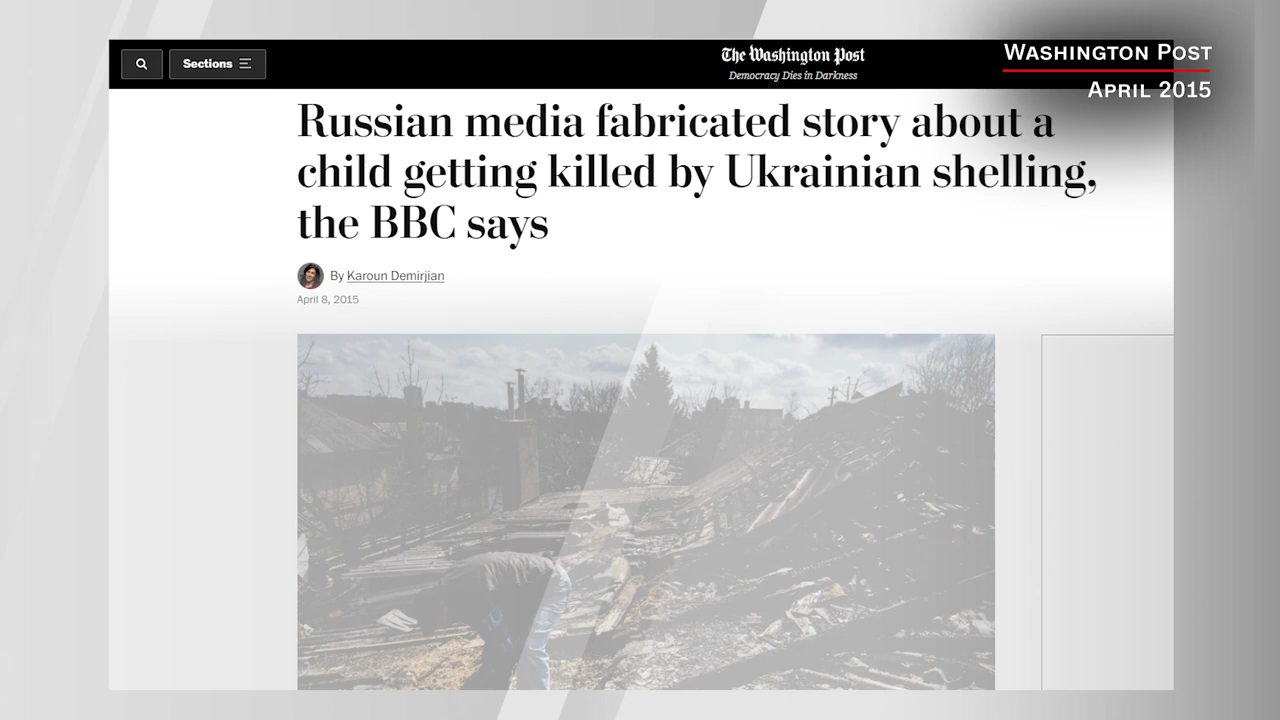 Sections
The Washington Post
Democracy Dies in Darkness
WASHINGTON POST
APRIL 2015
Russian media fabricated story about a
child getting killed by Ukrainian shelling,
the BBC says
By Karoun Demirjian
April 8, 2015